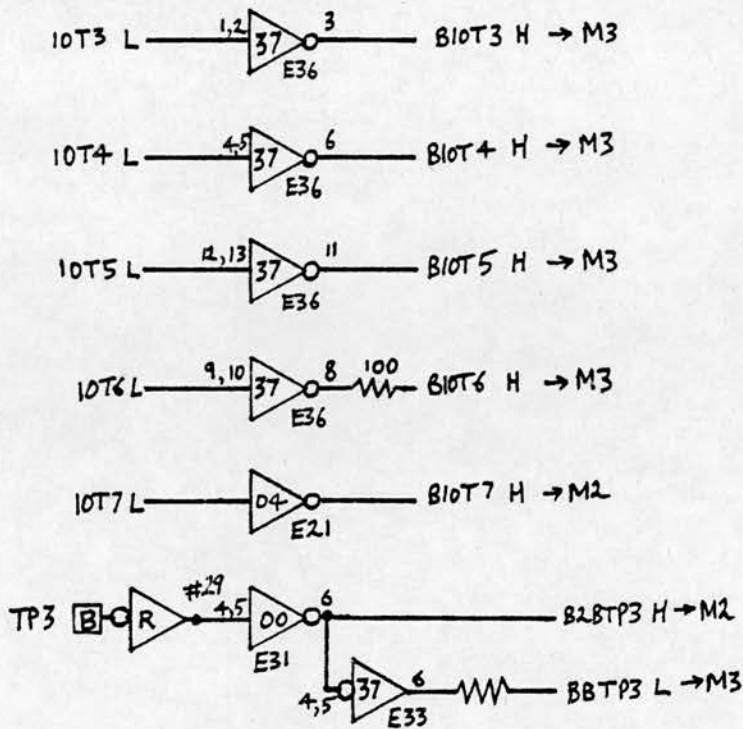 IOT3 L 1,2 37 3 BIOT3 H → M3
E36
IOT4 L 4,5 37 6 BIOT4 H → M3
E36
IOT5 L 12,13 37 11 BIOT5 H → M3
E36
IOT6 L 9,10 37 8 100 BIOT6 H → M3
E36
IOT7 L 04 BIOT7 H → M2
E21
TP3 B R #29 4,5 00 6 B2BTP3 H → M2
E31
4,5 37 6 BBTP3 L → M3
E33